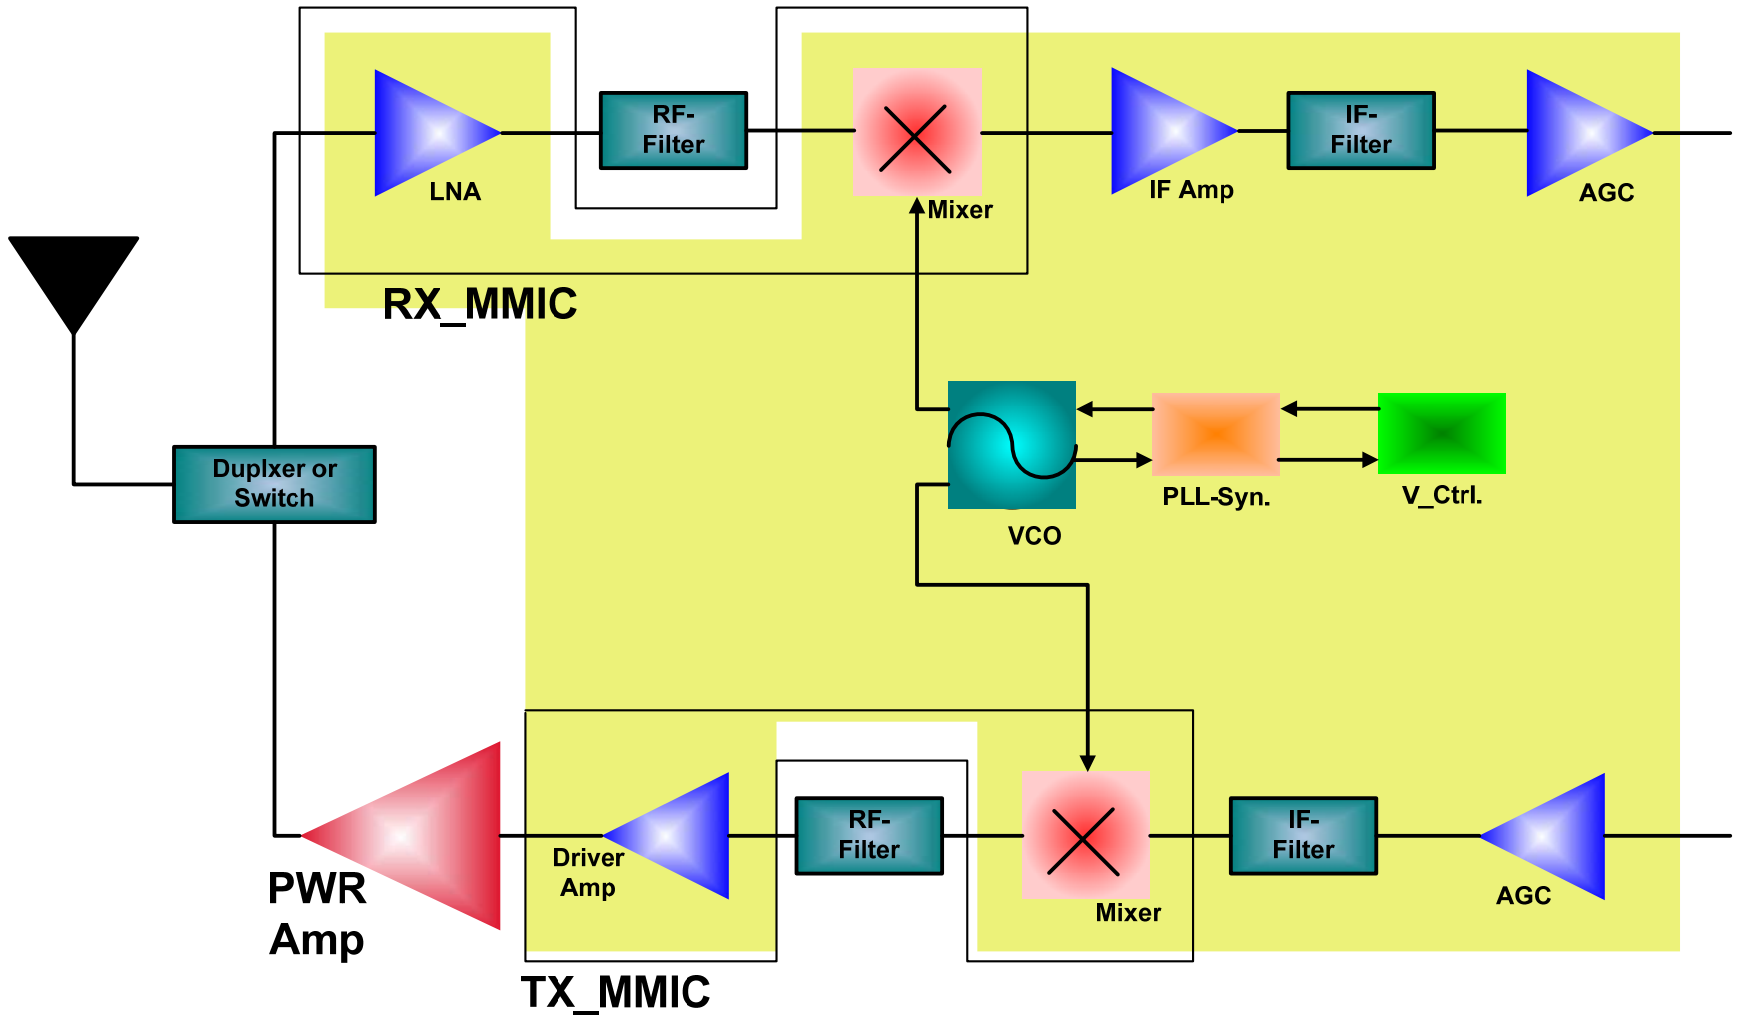 RF-
Filter
LNA
Mixer
IF Amp
IF-
Filter
AGC
RX_MMIC
Duplxer or
Switch
VCO
PLL-Syn.
V_Ctrl.
PWR
Amp
Driver
Amp
RF-
Filter
Mixer
IF-
Filter
AGC
TX_MMIC